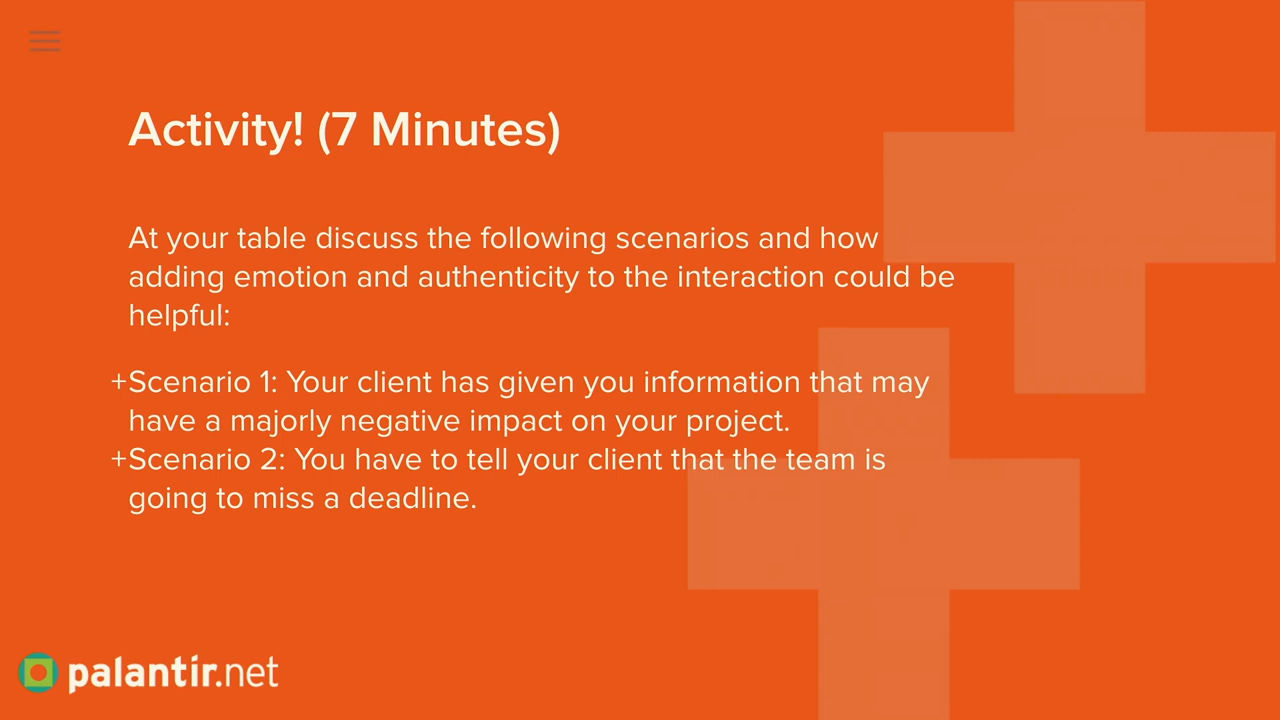 Activity! (7 Minutes)
At your table discuss the following scenarios and how
adding emotion and authenticity to the interaction could be
helpful:
+Scenario 1: Your client has given you information that may
have a majorly negative impact on your project.
+Scenario 2: You have to tell your client that the team is
going to miss a deadline.
palantir.net